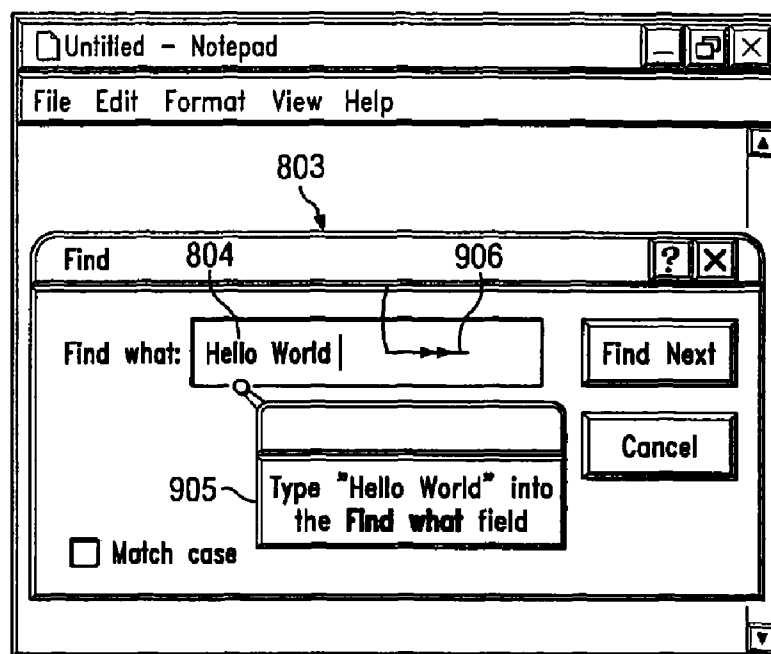 Untitled - Notepad
File Edit Format View Help
803
Find 804 906 ?
Find what: Hello World Find Next
Cancel
905 Type "Hello World" into
the Find what field
Match case